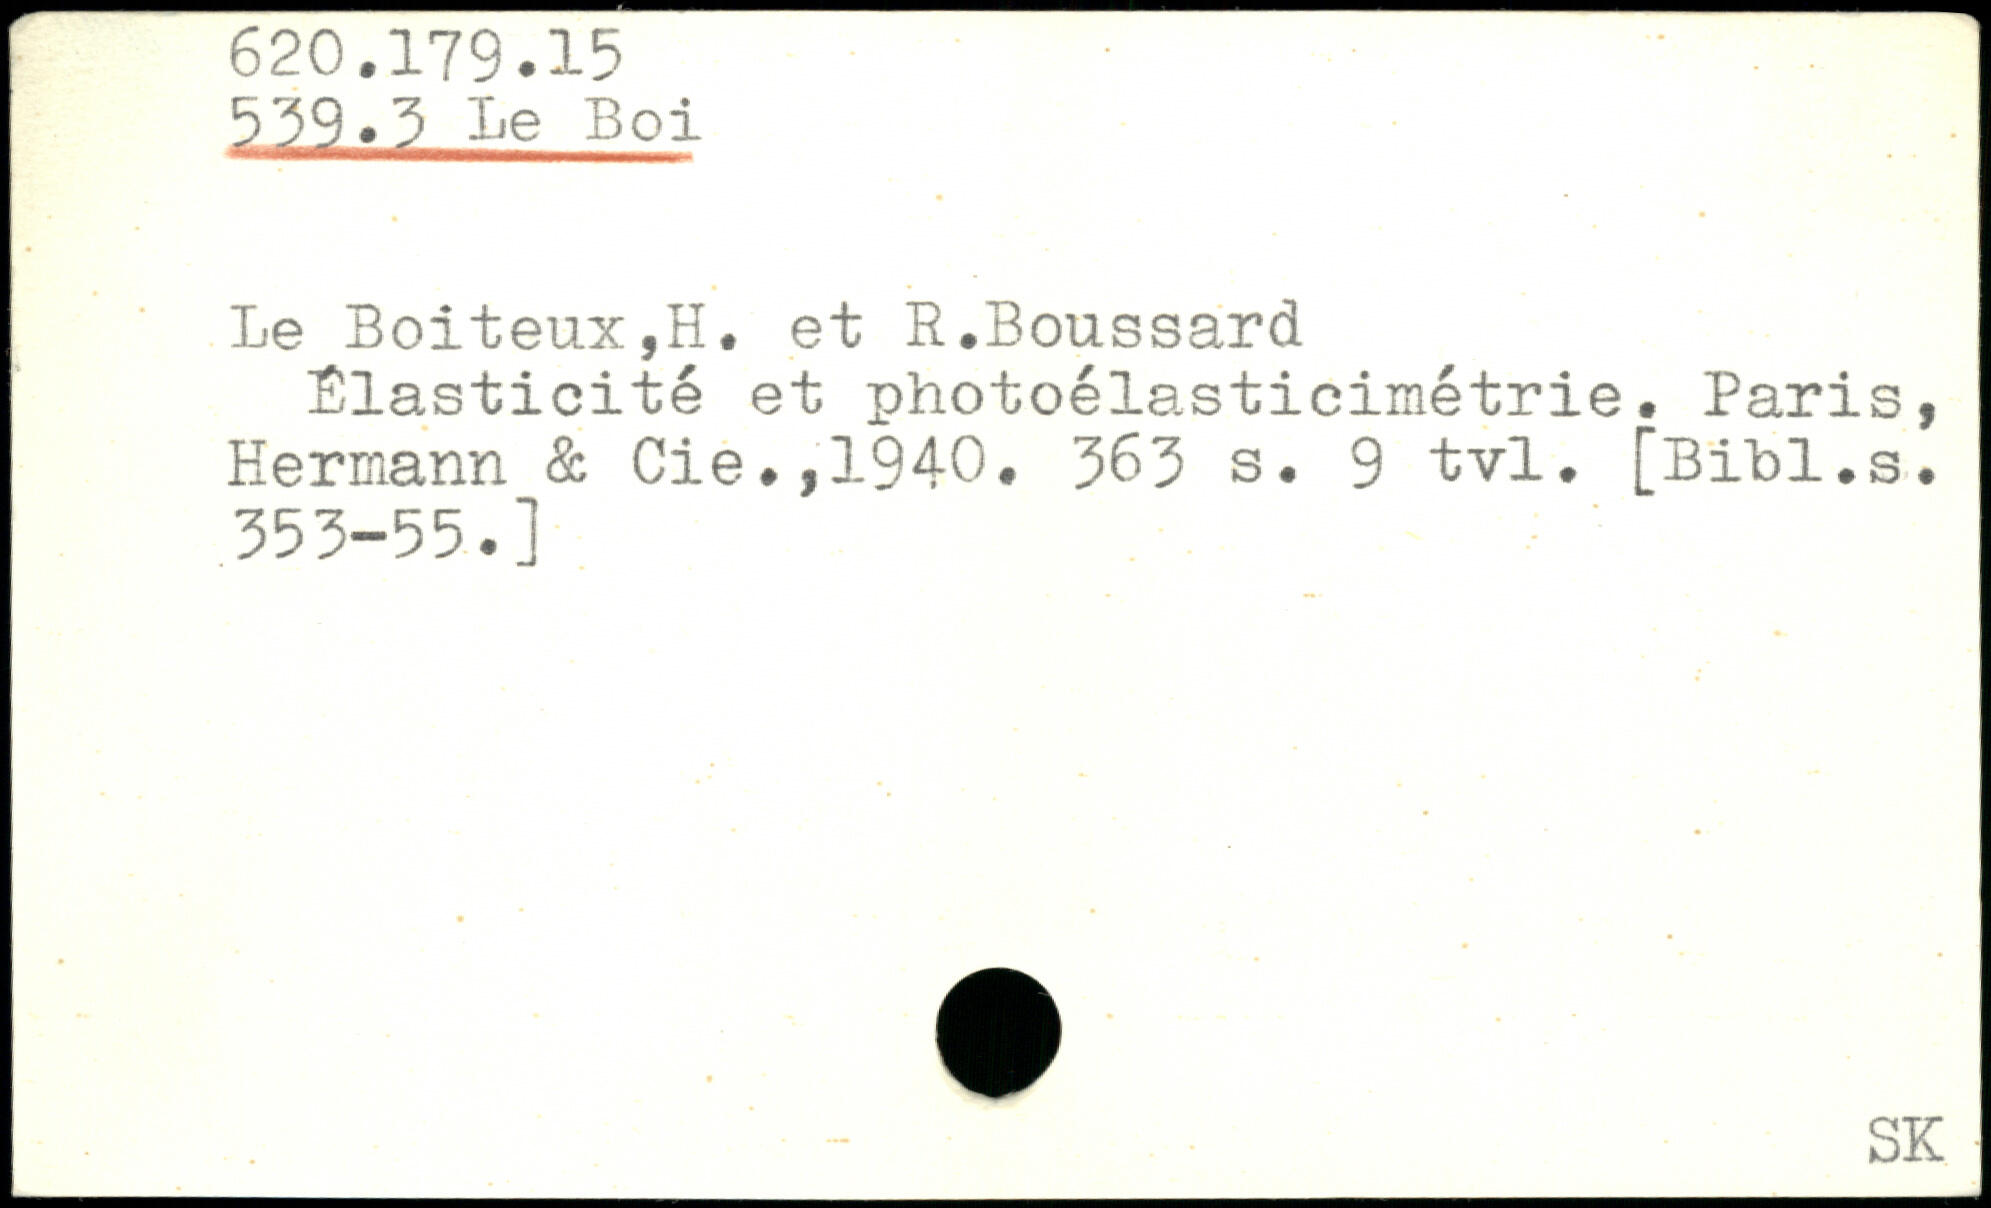 620.179.15
539.3 Le Boi
Le Boiteux,H. et R.Boussard
Élasticité et photoélasticimétrie. Paris,
Hermann & Cie.,1940. 363 s. 9 tvl. [Bibl.s.
353-55.]
SK